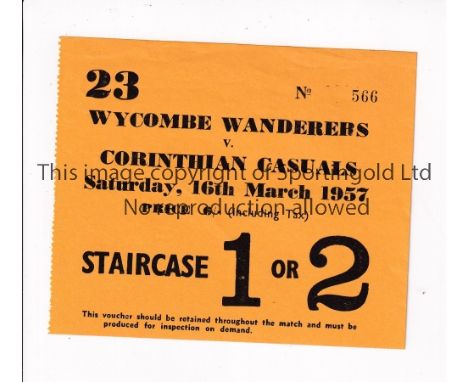 23
Nº 566
WYCOMBE WANDERERS
v.
CORINTHIAN CASUALS
This image copyright of Sportingold Ltd
Saturday, 16th March 1957
No reproduction allowed
(Including Tax)
STAIRCASE 1 OR 2
This voucher should be retained throughout the match and must be
produced for inspection on demand.